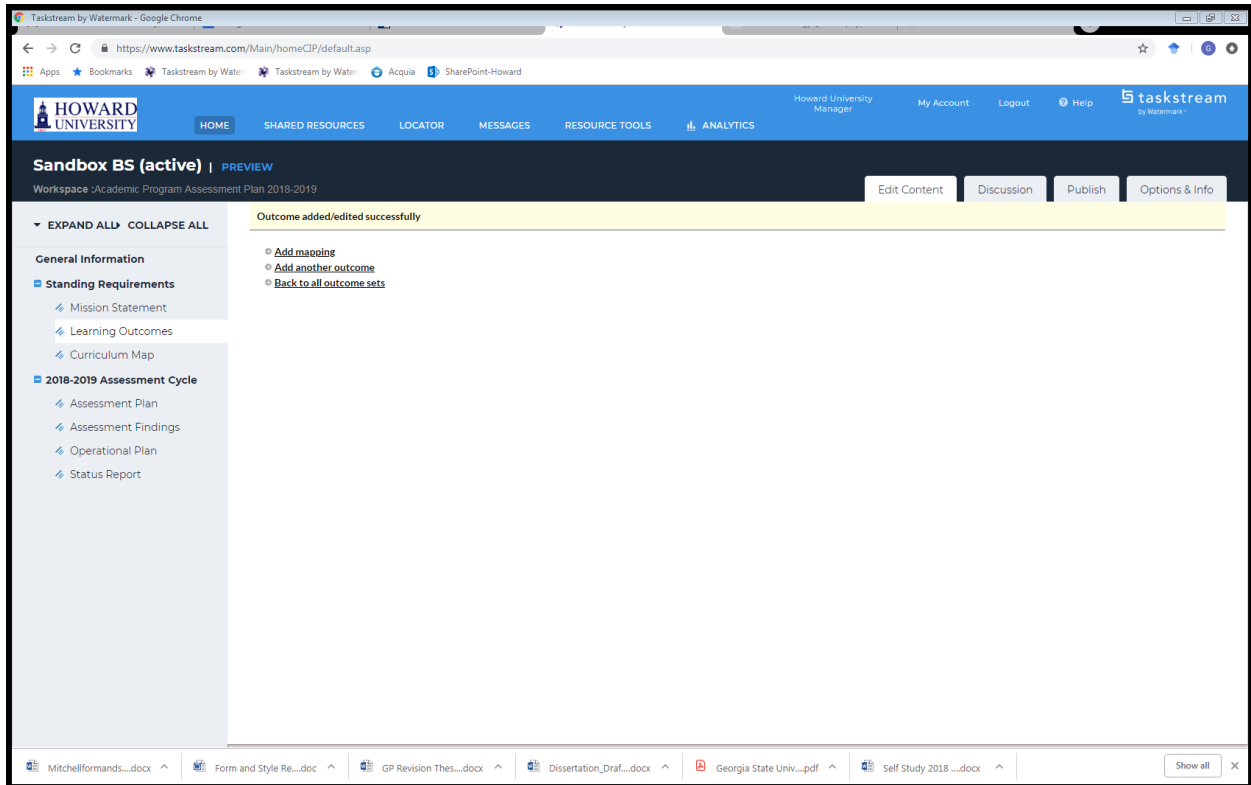 Taskstream by Watermark - Google Chrome
https://www.taskstream.com/Main/homeCIP/default.asp
G
Apps Bookmarks Taskstream by Water Taskstream by Water Acquia SharePoint-Howard
HOWARD UNIVERSITY
Howard University Manager
My Account Logout Help
taskstream
by Watermark
HOME SHARED RESOURCES LOCATOR MESSAGES RESOURCE TOOLS ANALYTICS
Sandbox BS (active) | PREVIEW
Workspace :Academic Program Assessment Plan 2018-2019
Edit Content Discussion Publish Options & Info
EXPAND ALL COLLAPSE ALL
General Information
Standing Requirements
Mission Statement
Learning Outcomes
Curriculum Map
2018-2019 Assessment Cycle
Assessment Plan
Assessment Findings
Operational Plan
Status Report
Outcome added/edited successfully
Add mapping
Add another outcome
Back to all outcome sets
Mitchellformands....docx Form and Style Re....doc GP Revision Thes....docx Dissertation_Draf....docx Georgia State Univ....pdf Self Study 2018 ....docx Show all